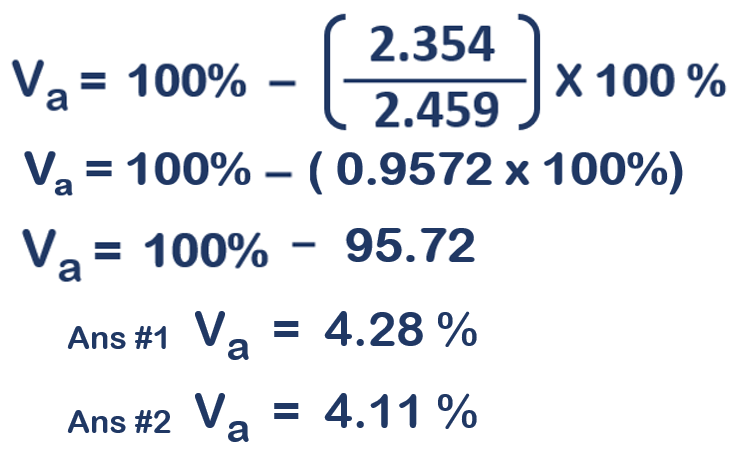 Va = 100% – (2.354 / 2.459) X 100 %
Va = 100% – ( 0.9572 x 100%)
Va = 100% – 95.72
Ans #1 Va = 4.28 %
Ans #2 Va = 4.11 %